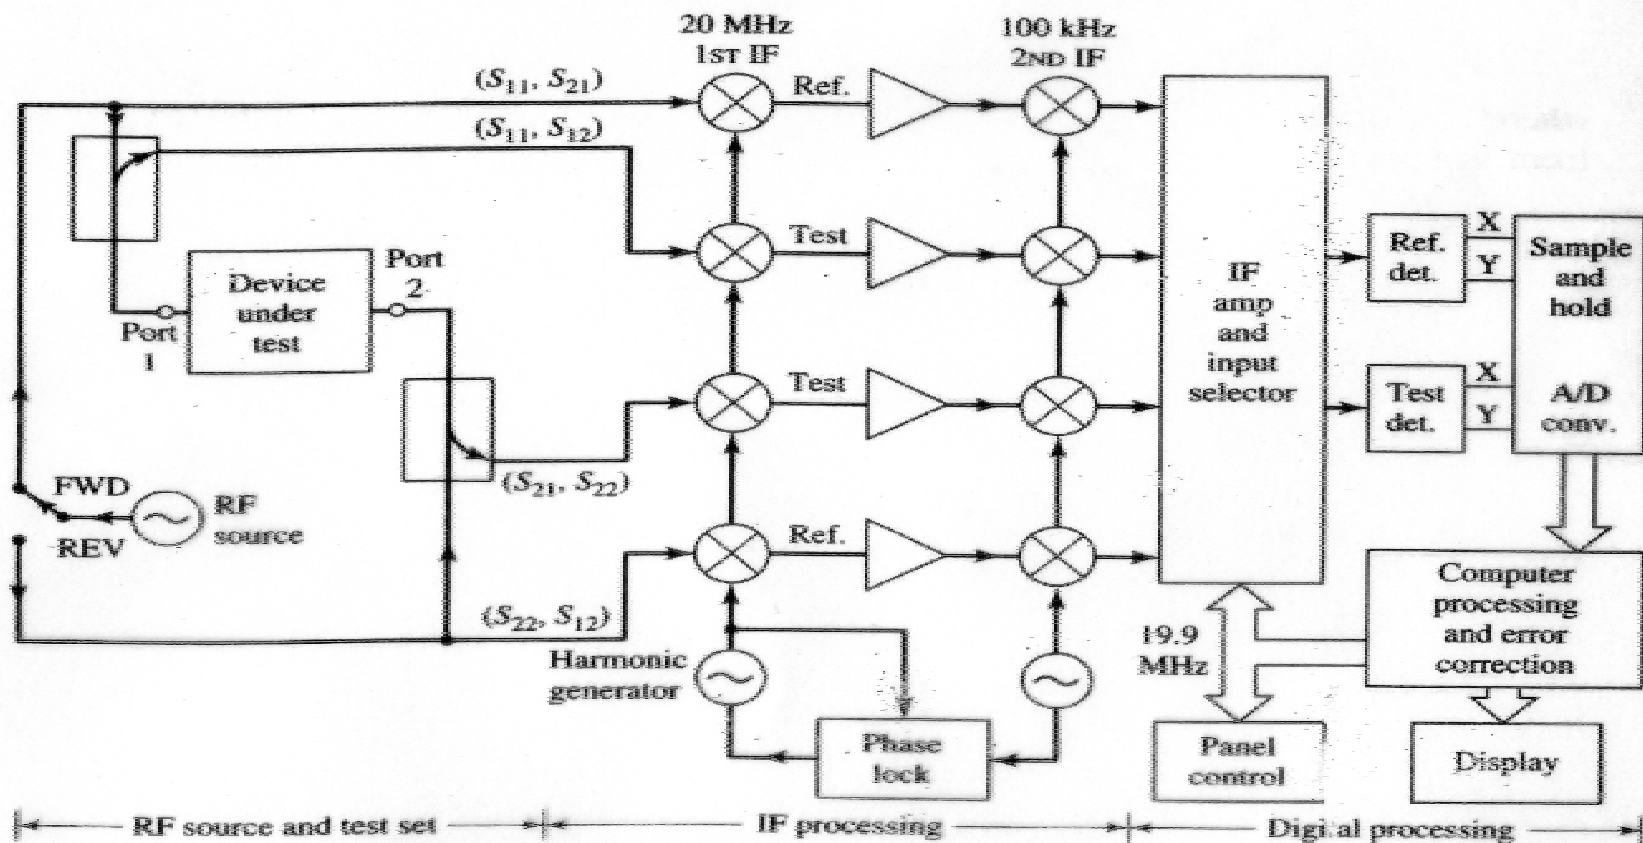 20 MHz
1ST IF
100 kHz
2ND IF
(S11, S21)
Ref.
(S11, S12)
Test
Port
2
Device
under
test
Port
1
IF
amp
and
input
selector
Ref.
det.
X
Y
Sample
and
hold
Test
Test
det.
X
Y
A/D
conv.
(S21, S22)
FWD
REV
RF
source
Ref.
(S22, S12)
Harmonic
generator
19.9
MHz
Computer
processing
and error
correction
Phase
lock
Panel
control
Display
RF source and test set
IF processing
Digi.al processing